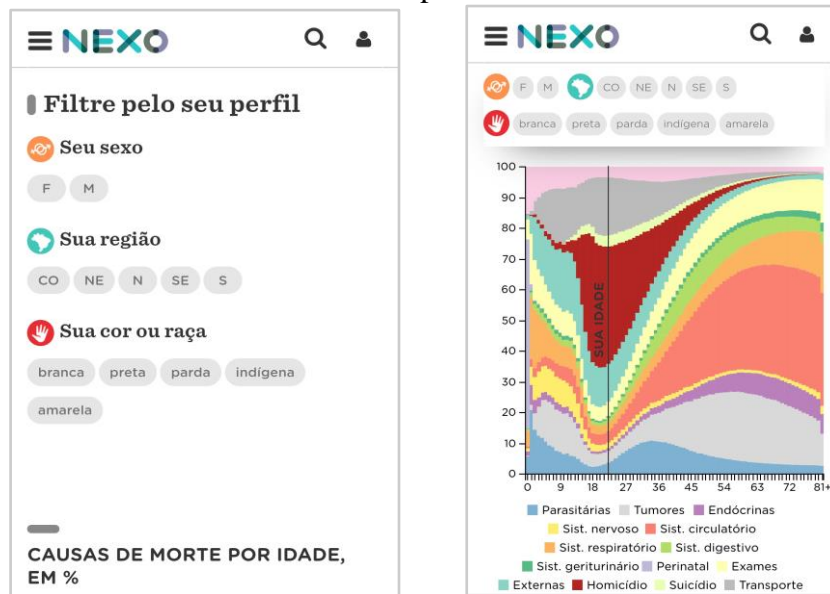 NEXO
Filtre pelo seu perfil
Seu sexo
F M
Sua região
CO NE N SE S
Sua cor ou raça
branca preta parda indígena
amarela
CAUSAS DE MORTE POR IDADE,
EM %
NEXO
F M CO NE N SE S
branca preta parda indígena amarela
100
90
80
70
60
50
40
30
20
10
0
SUA IDADE
0 9 18 27 36 45 54 63 72 81+
Parasitárias Tumores Endócrinas
Sist. nervoso Sist. circulatório
Sist. respiratório Sist. digestivo
Sist. geriturinário Perinatal Exames
Externas Homicídio Suicídio Transporte